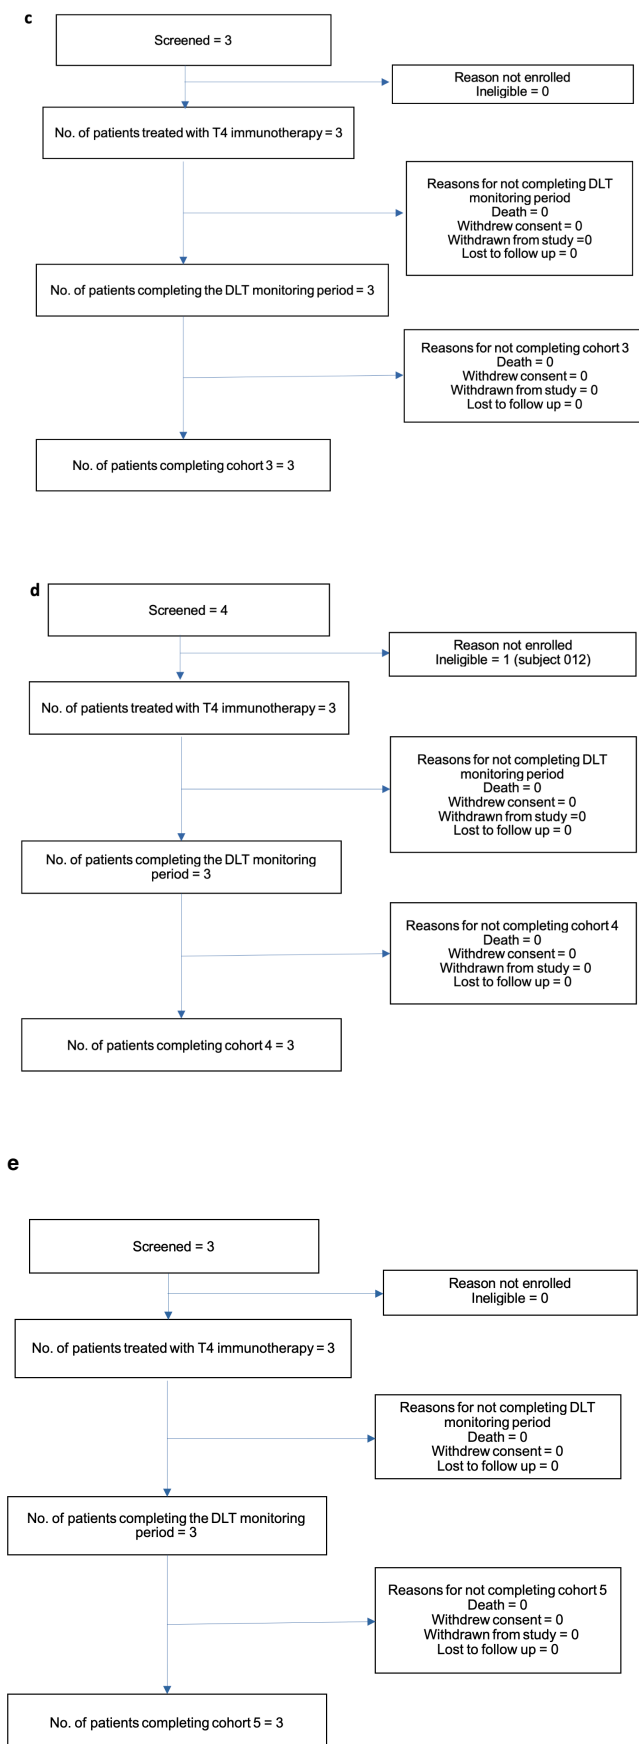 c
Screened = 3
Reason not enrolled
Ineligible = 0
No. of patients treated with T4 immunotherapy = 3
Reasons for not completing DLT
monitoring period
Death = 0
Withdrew consent = 0
Withdrawn from study =0
Lost to follow up = 0
No. of patients completing the DLT monitoring period = 3
Reasons for not completing cohort 3
Death = 0
Withdrew consent = 0
Withdrawn from study = 0
Lost to follow up = 0
No. of patients completing cohort 3 = 3
d
Screened = 4
Reason not enrolled
Ineligible = 1 (subject 012)
No. of patients treated with T4 immunotherapy = 3
Reasons for not completing DLT
monitoring period
Death = 0
Withdrew consent = 0
Withdrawn from study =0
Lost to follow up = 0
No. of patients completing the DLT monitoring
period = 3
Reasons for not completing cohort 4
Death = 0
Withdrew consent = 0
Withdrawn from study = 0
Lost to follow up = 0
No. of patients completing cohort 4 = 3
e
Screened = 3
Reason not enrolled
Ineligible = 0
No. of patients treated with T4 immunotherapy = 3
Reasons for not completing DLT
monitoring period
Death = 0
Withdrew consent = 0
Lost to follow up = 0
No. of patients completing the DLT monitoring
period = 3
Reasons for not completing cohort 5
Death = 0
Withdrew consent = 0
Withdrawn from study = 0
Lost to follow up = 0
No. of patients completing cohort 5 = 3